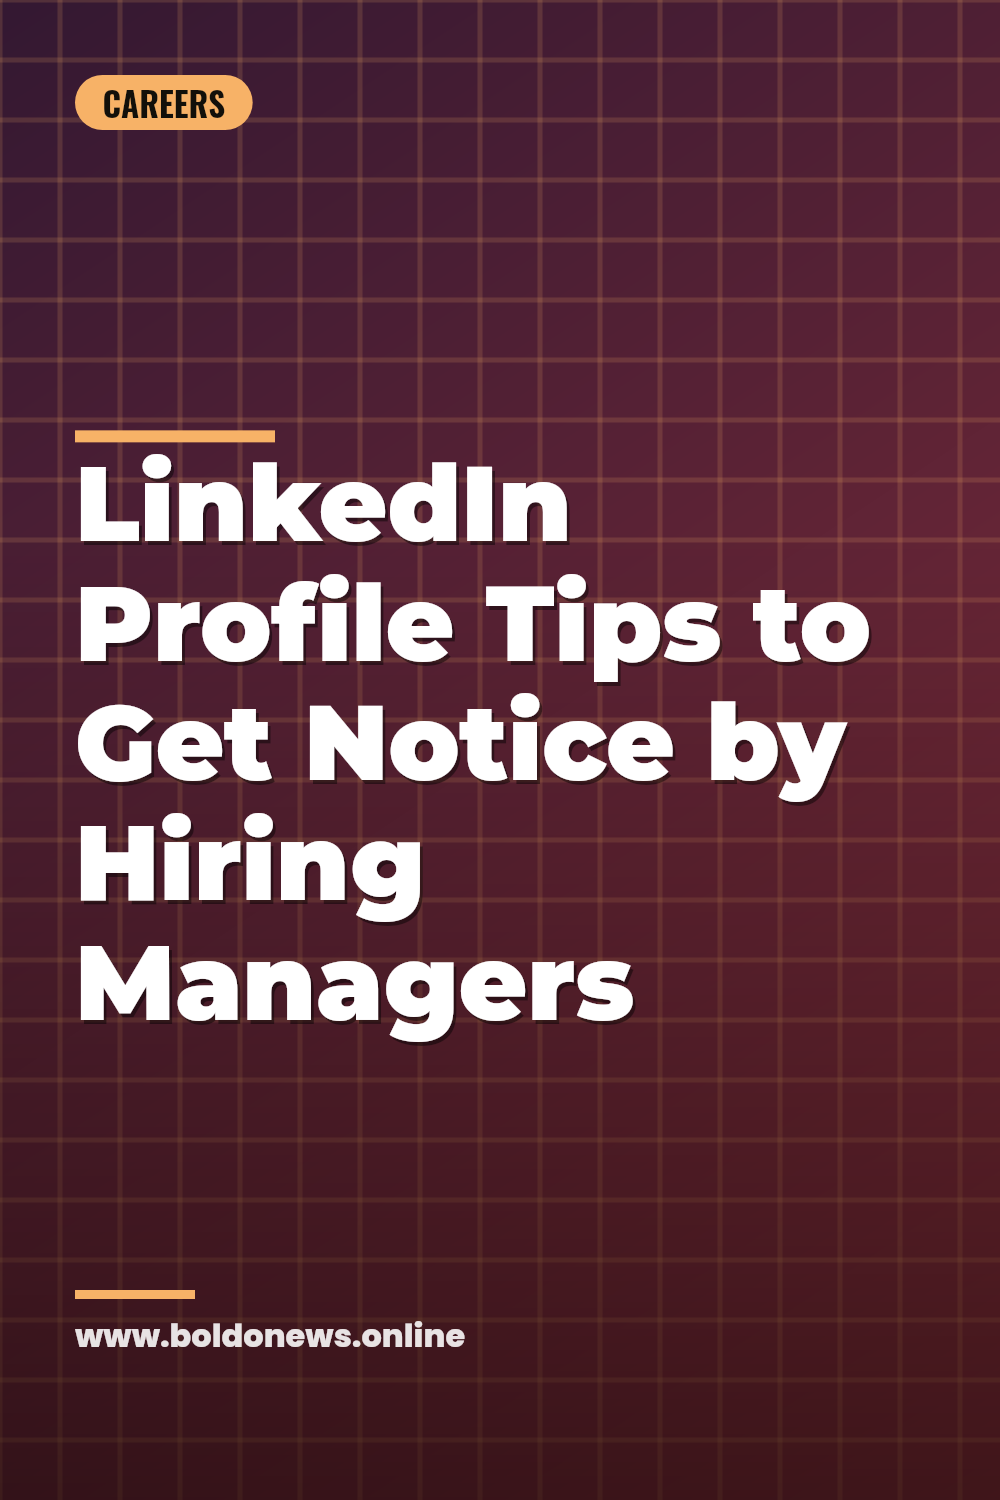 CAREERS
LinkedIn
Profile Tips to
Get Notice by
Hiring
Managers
www.boldonews.online